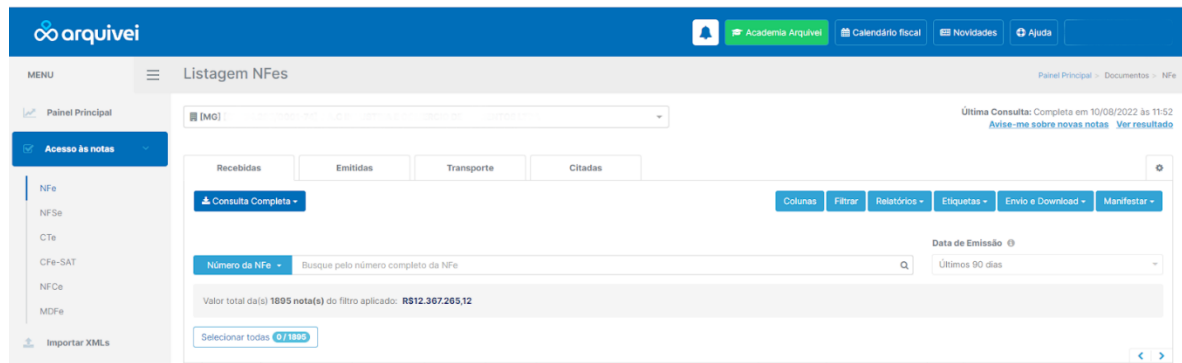 arquivei
Academia Arquivei
Calendário fiscal
Novidades
Ajuda
MENU
Listagem NFes
Painel Principal > Documentos > NFe
Painel Principal
[MG]
Última Consulta: Completa em 10/08/2022 às 11:52
Avise-me sobre novas notas Ver resultado
Acesso às notas
Recebidas
Emitidas
Transporte
Citadas
NFe
Consulta Completa
Colunas
Filtrar
Relatórios
Etiquetas
Envio e Download
Manifestar
NFSe
CTe
Data de Emissão
CFe-SAT
Número da NFe
Busque pelo número completo da NFe
Últimos 90 dias
NFCe
Valor total da(s) 1895 nota(s) do filtro aplicado: R$12.367.265,12
MDFe
Selecionar todas 0 / 1895
Importar XMLs